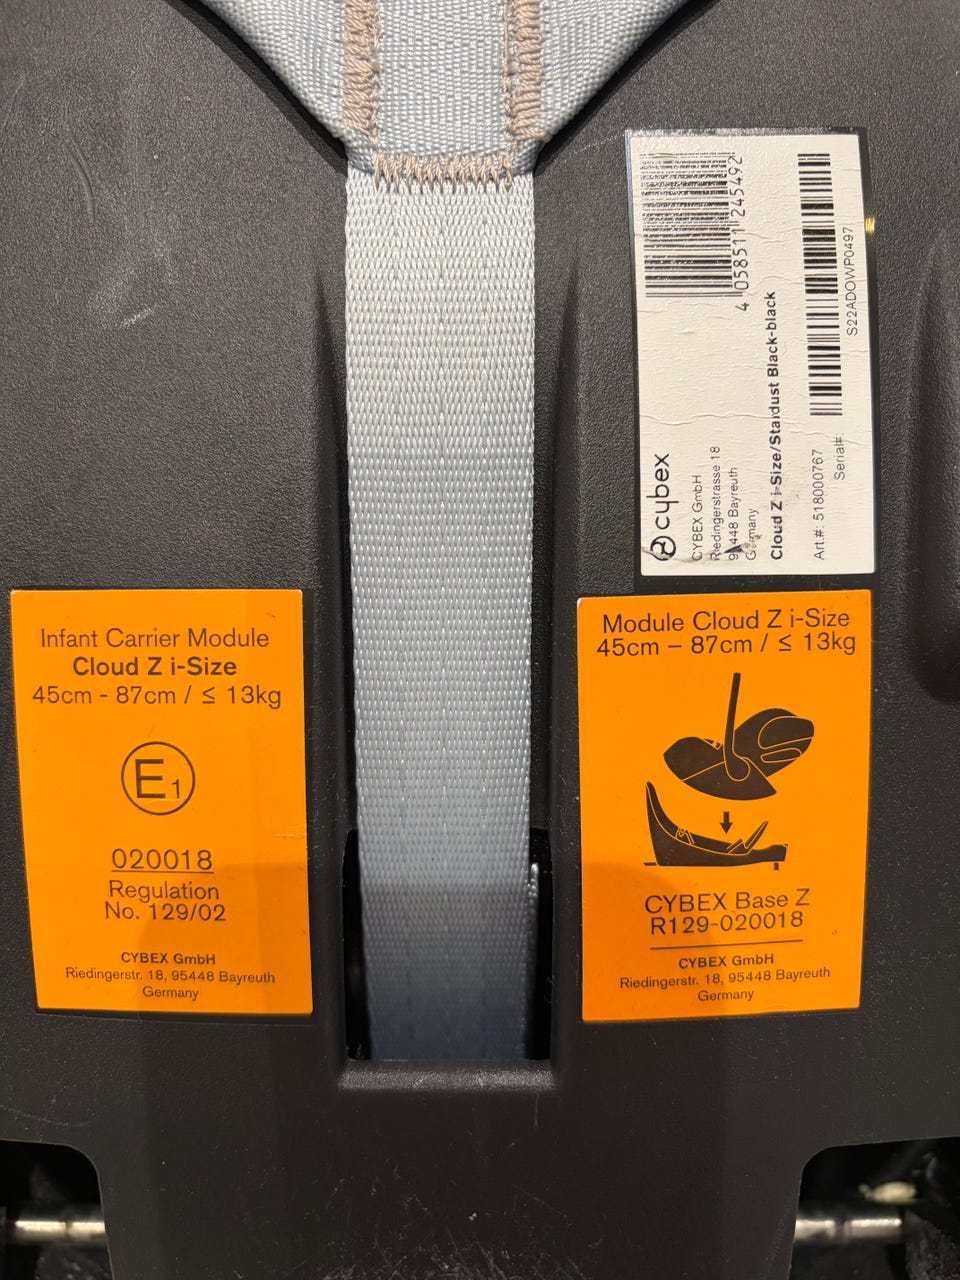 4 058511 245492
cybex
CYBEX GmbH
Riedingerstrasse 18
95448 Bayreuth
Germany
Cloud Z i-Size/Stardust Black-black
Art.#: 518000767
Serial#:
S22ADOWP0497
Infant Carrier Module
Cloud Z i-Size
45cm - 87cm / ≤ 13kg
E1
020018
Regulation
No. 129/02
CYBEX GmbH
Riedingerstr. 18, 95448 Bayreuth
Germany
Module Cloud Z i-Size
45cm – 87cm / ≤ 13kg
CYBEX Base Z
R129-020018
CYBEX GmbH
Riedingerstr. 18, 95448 Bayreuth
Germany